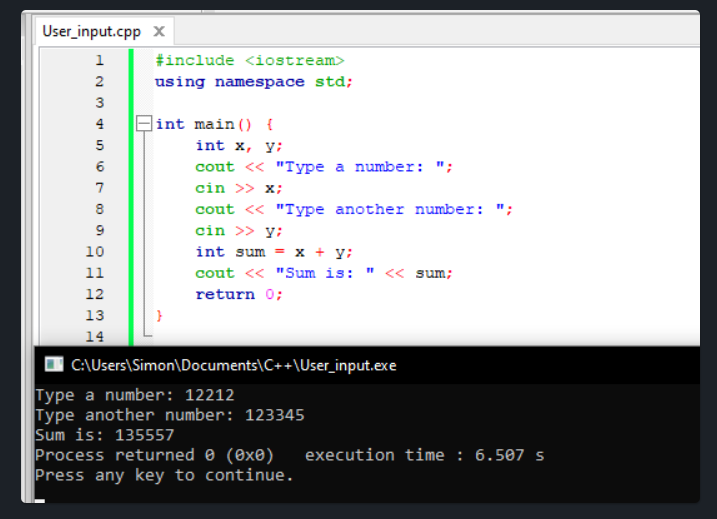 User_input.cpp X
1 #include <iostream>
2 using namespace std;
3
4 int main() {
5 int x, y;
6 cout << "Type a number: ";
7 cin >> x;
8 cout << "Type another number: ";
9 cin >> y;
10 int sum = x + y;
11 cout << "Sum is: " << sum;
12 return 0;
13 }
14
C:\Users\Simon\Documents\C++\User_input.exe
Type a number: 12212
Type another number: 123345
Sum is: 135557
Process returned 0 (0x0)   execution time : 6.507 s
Press any key to continue.